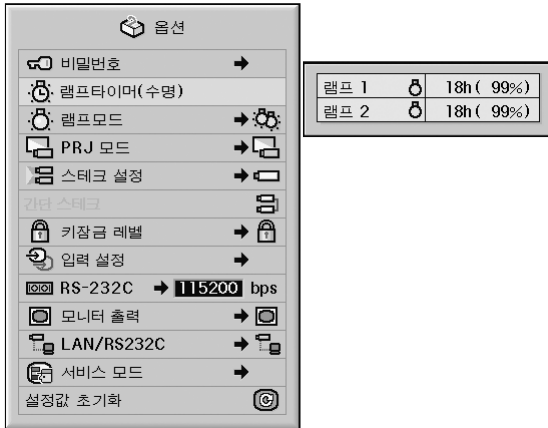 옵션
비밀번호
램프타이머(수명)
램프모드
PRJ 모드
스테크 설정
간단 스테크
키잠금 레벨
입력 설정
RS-232C 115200 bps
모니터 출력
LAN/RS232C
서비스 모드
설정값 초기화
램프 1 18h( 99%)
램프 2 18h( 99%)